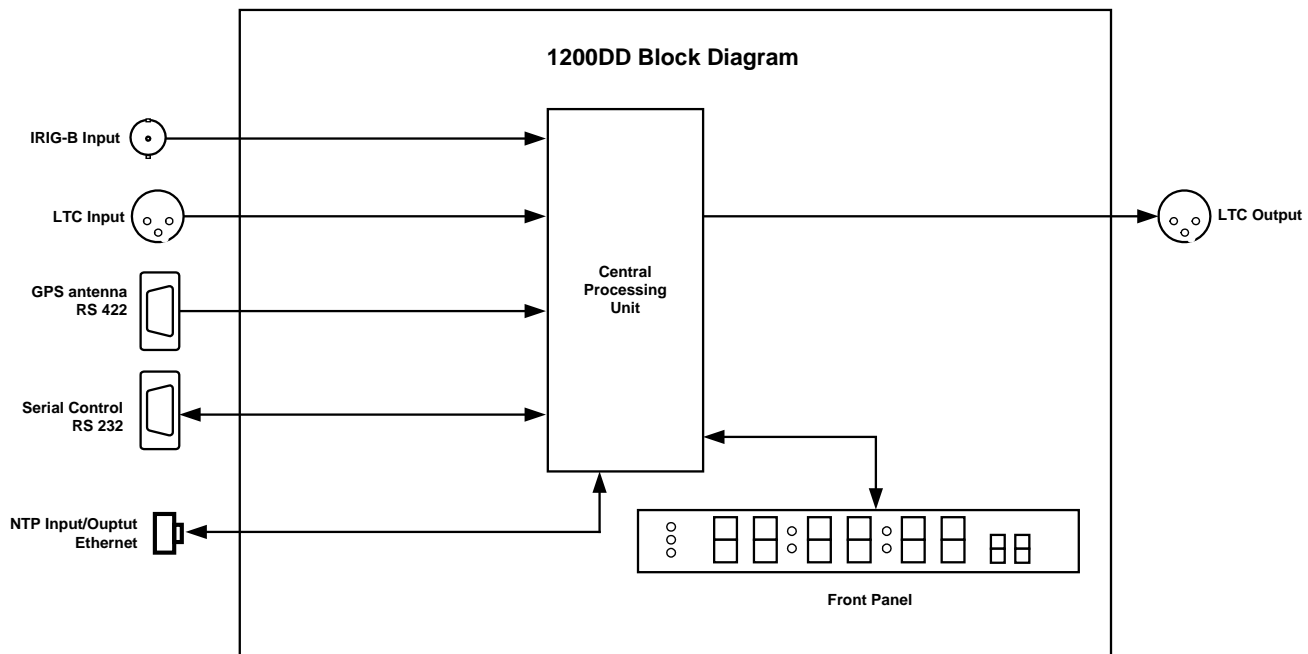 1200DD Block Diagram
IRIG-B Input
LTC Input
GPS antenna
RS 422
Serial Control
RS 232
NTP Input/Ouptut
Ethernet
Central
Processing
Unit
LTC Output
Front Panel